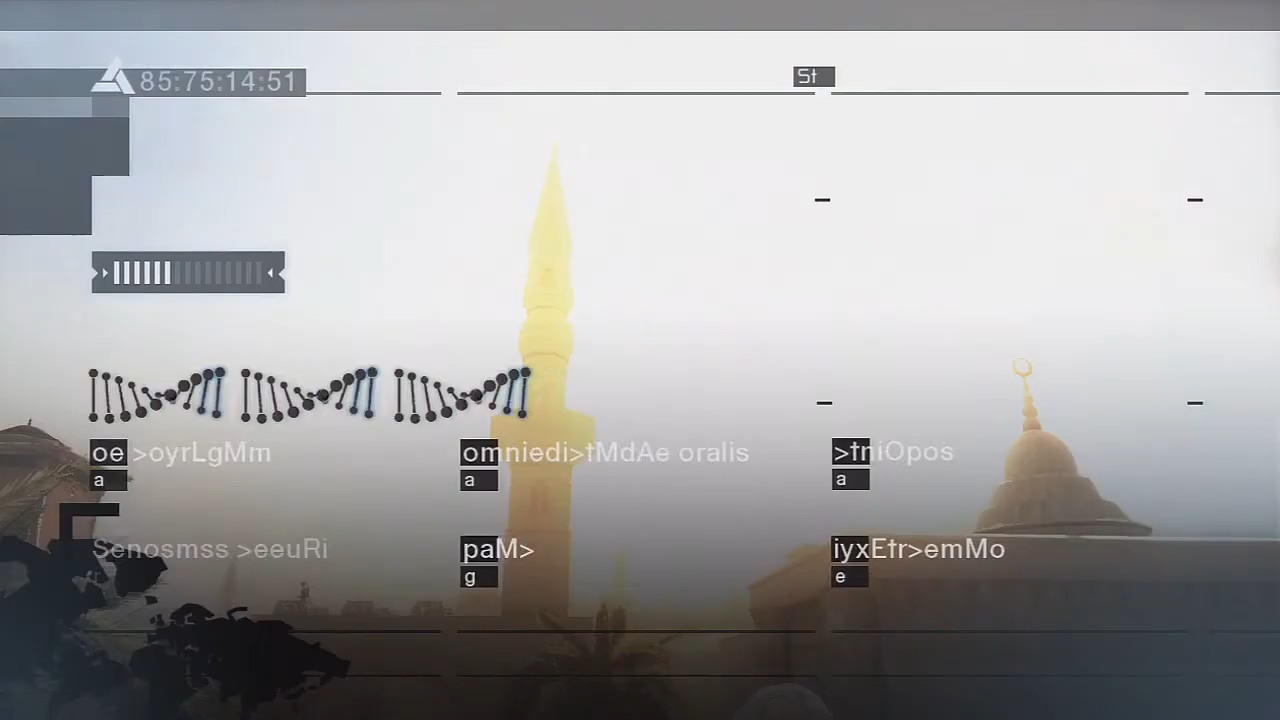 85:75:14:51
St
oe >oyrLgMm
a
omniedi>tMdAe oralis
a
>tniOpos
a
Senosmss >eeuRi
paM>
g
iyxEtr>emMo
e